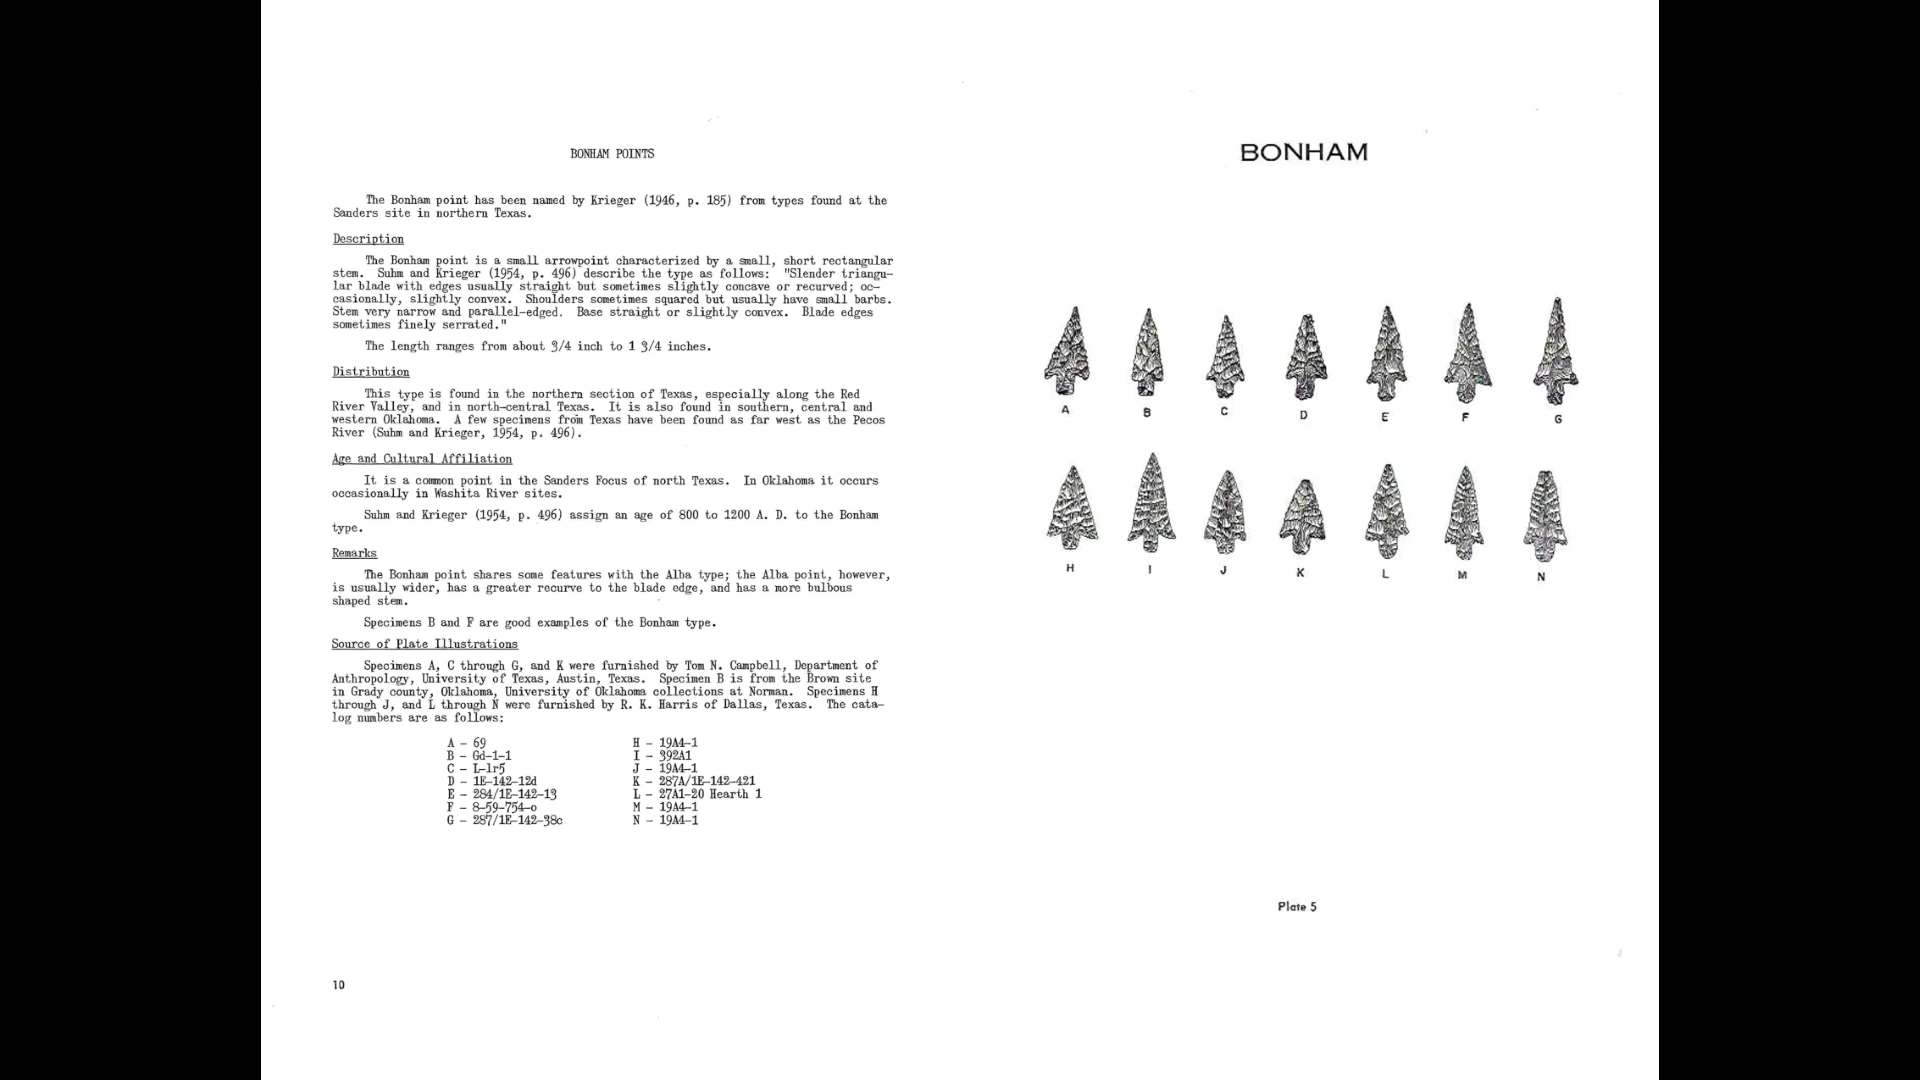 BONHAM POINTS
The Bonham point has been named by Krieger (1946, p. 185) from types found at the
Sanders site in northern Texas.
Description
The Bonham point is a small arrowpoint characterized by a small, short rectangular
stem. Suhm and Krieger (1954, p. 496) describe the type as follows: "Slender triangu-
lar blade with edges usually straight but sometimes slightly concave or recurved; oc-
casionally, slightly convex. Shoulders sometimes squared but usually have small barbs.
Stem very narrow and parallel-edged. Base straight or slightly convex. Blade edges
sometimes finely serrated."
The length ranges from about 3/4 inch to 1 3/4 inches.
Distribution
This type is found in the northern section of Texas, especially along the Red
River Valley, and in north-central Texas. It is also found in southern, central and
western Oklahoma. A few specimens from Texas have been found as far west as the Pecos
River (Suhm and Krieger, 1954, p. 496).
Age and Cultural Affiliation
It is a common point in the Sanders Focus of north Texas. In Oklahoma it occurs
occasionally in Washita River sites.
Suhm and Krieger (1954, p. 496) assign an age of 800 to 1200 A. D. to the Bonham
type.
Remarks
The Bonham point shares some features with the Alba type; the Alba point, however,
is usually wider, has a greater recurve to the blade edge, and has a more bulbous
shaped stem.
Specimens B and F are good examples of the Bonham type.
Source of Plate Illustrations
Specimens A, C through G, and K were furnished by Tom N. Campbell, Department of
Anthropology, University of Texas, Austin, Texas. Specimen B is from the Brown site
in Grady county, Oklahoma, University of Oklahoma collections at Norman. Specimens H
through J, and L through N were furnished by R. K. Harris of Dallas, Texas. The cata-
log numbers are as follows:
A - 69
B - Gd-1-1
C - L-1r5
D - 1E-142-12d
E - 284/1E-142-13
F - 8-59-754-o
G - 287/1E-142-38c
H - 19A4-1
I - 392A1
J - 19A4-1
K - 287A/1E-142-421
L - 27A1-20 Hearth 1
M - 19A4-1
N - 19A4-1
10
BONHAM
A B C D E F G
H I J K L M N
Plate 5